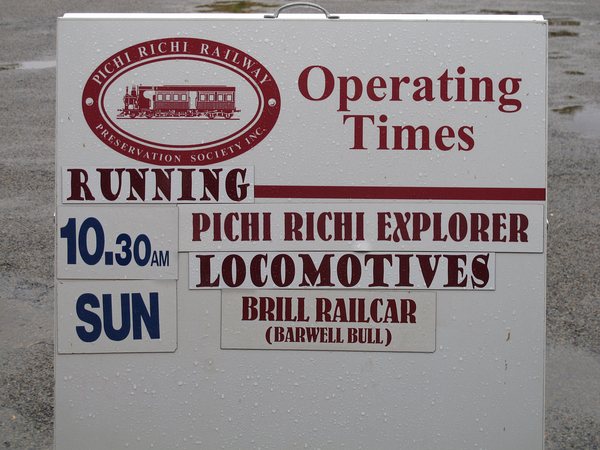 PICHI RICHI RAILWAY
PRESERVATION SOCIETY INC.
Operating
Times
RUNNING
10.30AM
PICHI RICHI EXPLORER
LOCOMOTIVES
SUN
BRILL RAILCAR
(BARWELL BULL)